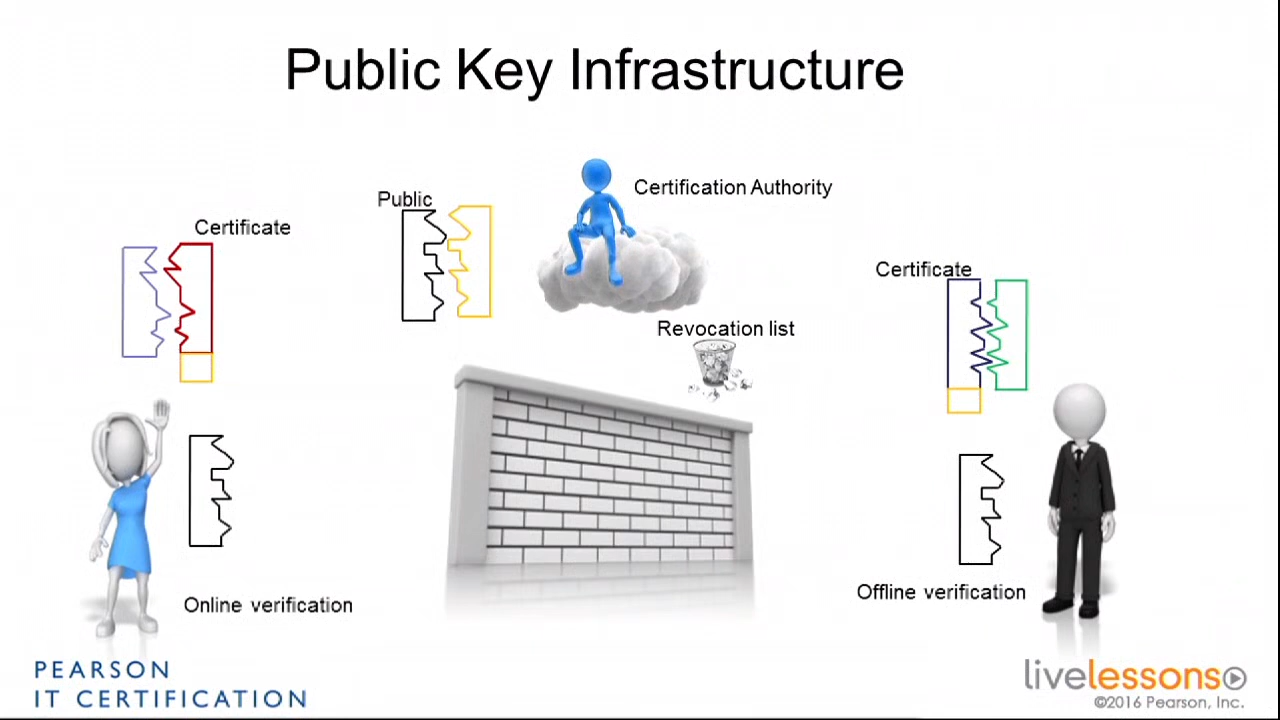 Public Key Infrastructure
Certification Authority
Public
Certificate
Certificate
Revocation list
Online verification
Offline verification
PEARSON
IT CERTIFICATION
livelessons
©2016 Pearson, Inc.